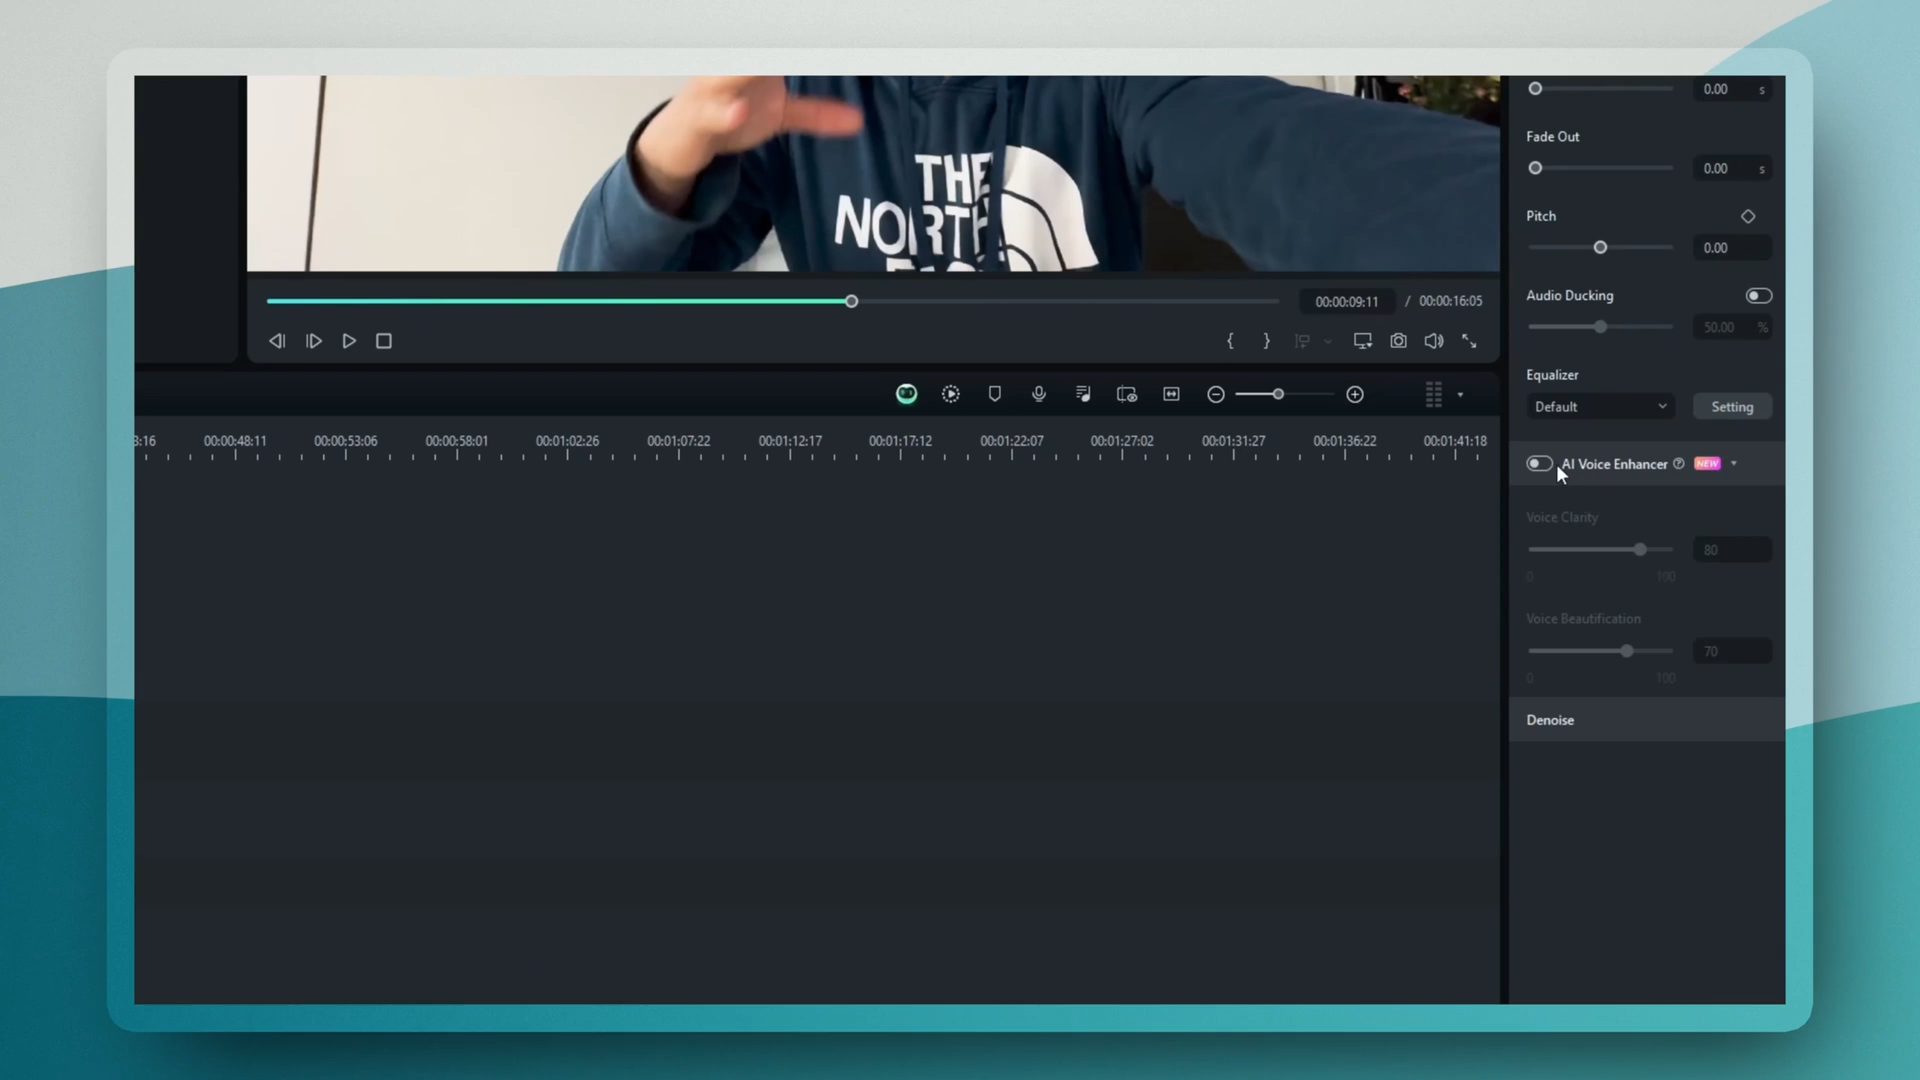 0.00 s
Fade Out
0.00 s
Pitch
0.00
Audio Ducking
50.00 %
Equalizer
Default
Setting
AI Voice Enhancer
NEW
Voice Clarity
80
0 100
Voice Beautification
70
0 100
Denoise
THE
NORTH
FACE
00:00:09:11 / 00:00:16:05
3:16 00:00:48:11 00:00:53:06 00:00:58:01 00:01:02:26 00:01:07:22 00:01:12:17 00:01:17:12 00:01:22:07 00:01:27:02 00:01:31:27 00:01:36:22 00:01:41:18